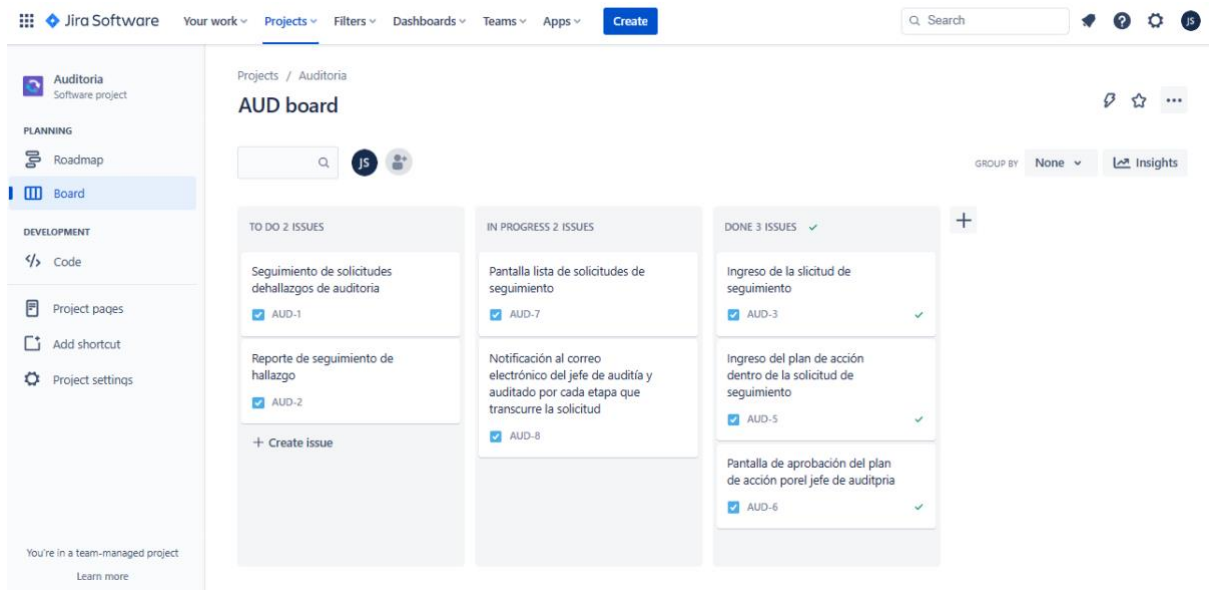 Jira Software Your work Projects Filters Dashboards Teams Apps Create Search JS
Auditoria
Software project
PLANNING
Roadmap
Board
DEVELOPMENT
Code
Project pages
Add shortcut
Project settings
You're in a team-managed project
Learn more
Projects / Auditoria
AUD board
JS
GROUP BY None Insights
TO DO 2 ISSUES
Seguimiento de solicitudes
dehallazgos de auditoria
AUD-1
Reporte de seguimiento de
hallazgo
AUD-2
+ Create issue
IN PROGRESS 2 ISSUES
Pantalla lista de solicitudes de
seguimiento
AUD-7
Notificación al correo
electrónico del jefe de auditía y
auditado por cada etapa que
transcurre la solicitud
AUD-8
DONE 3 ISSUES
Ingreso de la slicitud de
seguimiento
AUD-3
Ingreso del plan de acción
dentro de la solicitud de
seguimiento
AUD-5
Pantalla de aprobación del plan
de acción porel jefe de auditpria
AUD-6